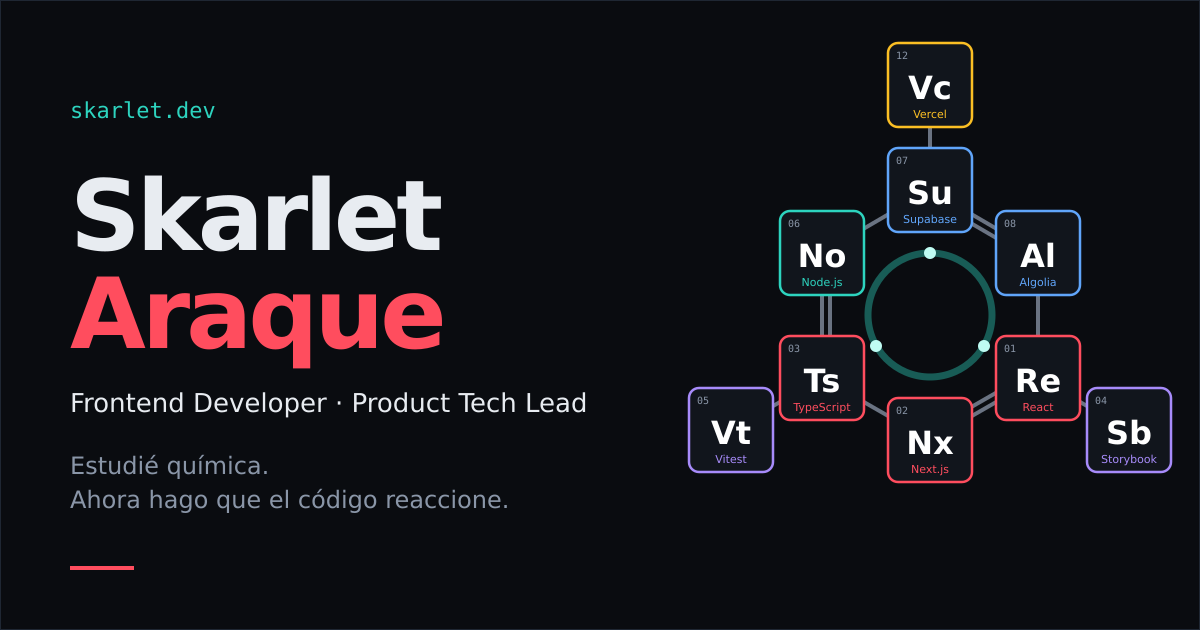 skarlet.dev
Skarlet
Araque
Frontend Developer · Product Tech Lead
Estudié química.
Ahora hago que el código reaccione.
12
Vc
Vercel
07
Su
Supabase
06
No
Node.js
08
Al
Algolia
03
Ts
TypeScript
01
Re
React
05
Vt
Vitest
02
Nx
Next.js
04
Sb
Storybook